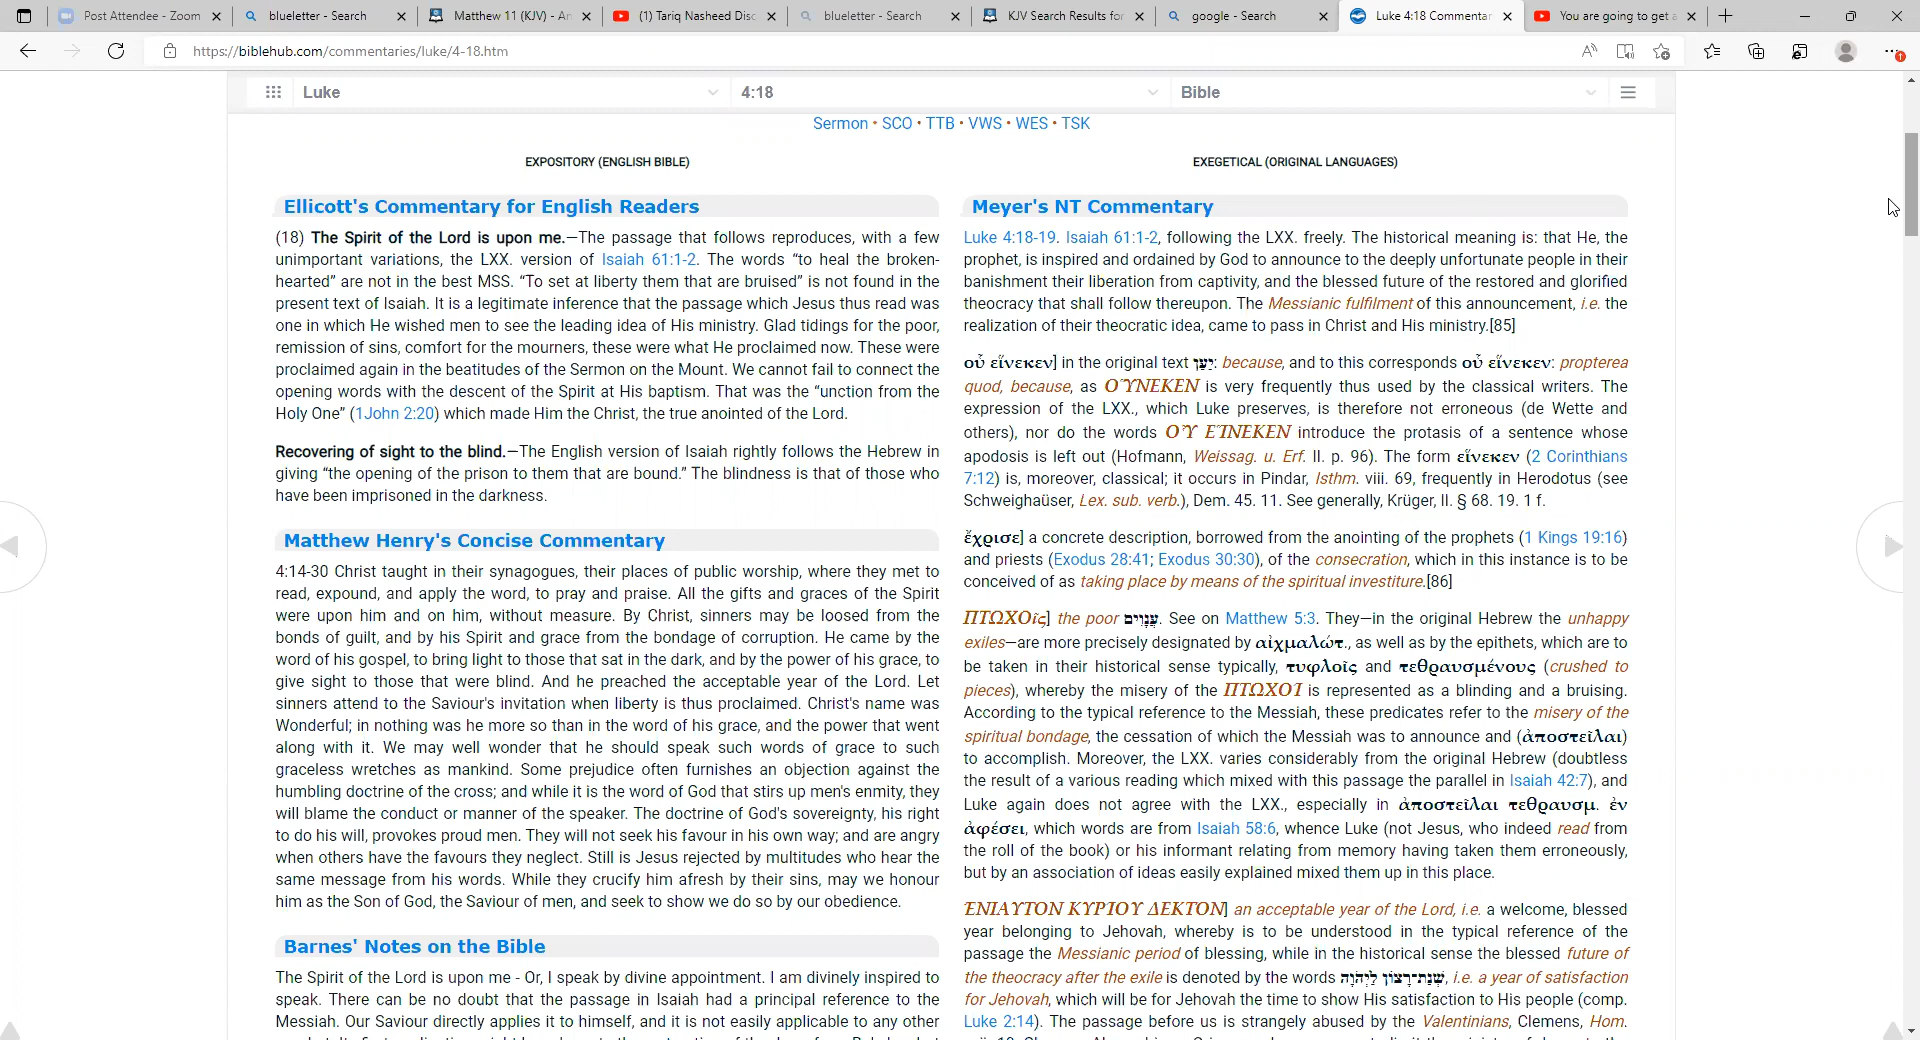 Post Attendee - Zoom
blueletter - Search
Matthew 11 (KJV) - An
(1) Tariq Nasheed Disc
blueletter - Search
KJV Search Results for
google - Search
Luke 4:18 Commentar
You are going to get a
https://biblehub.com/commentaries/luke/4-18.htm
Luke
4:18
Bible
Sermon • SCO • TTB • VWS • WES • TSK
EXPOSITORY (ENGLISH BIBLE)
Ellicott's Commentary for English Readers
(18) The Spirit of the Lord is upon me.—The passage that follows reproduces, with a few
unimportant variations, the LXX. version of Isaiah 61:1-2. The words “to heal the broken-
hearted” are not in the best MSS. “To set at liberty them that are bruised” is not found in the
present text of Isaiah. It is a legitimate inference that the passage which Jesus thus read was
one in which He wished men to see the leading idea of His ministry. Glad tidings for the poor,
remission of sins, comfort for the mourners, these were what He proclaimed now. These were
proclaimed again in the beatitudes of the Sermon on the Mount. We cannot fail to connect the
opening words with the descent of the Spirit at His baptism. That was the “unction from the
Holy One” (1John 2:20) which made Him the Christ, the true anointed of the Lord.
Recovering of sight to the blind.—The English version of Isaiah rightly follows the Hebrew in
giving “the opening of the prison to them that are bound.” The blindness is that of those who
have been imprisoned in the darkness.
Matthew Henry's Concise Commentary
4:14-30 Christ taught in their synagogues, their places of public worship, where they met to
read, expound, and apply the word, to pray and praise. All the gifts and graces of the Spirit
were upon him and on him, without measure. By Christ, sinners may be loosed from the
bonds of guilt, and by his Spirit and grace from the bondage of corruption. He came by the
word of his gospel, to bring light to those that sat in the dark, and by the power of his grace, to
give sight to those that were blind. And he preached the acceptable year of the Lord. Let
sinners attend to the Saviour's invitation when liberty is thus proclaimed. Christ's name was
Wonderful; in nothing was he more so than in the word of his grace, and the power that went
along with it. We may well wonder that he should speak such words of grace to such
graceless wretches as mankind. Some prejudice often furnishes an objection against the
humbling doctrine of the cross; and while it is the word of God that stirs up men's enmity, they
will blame the conduct or manner of the speaker. The doctrine of God's sovereignty, his right
to do his will, provokes proud men. They will not seek his favour in his own way; and are angry
when others have the favours they neglect. Still is Jesus rejected by multitudes who hear the
same message from his words. While they crucify him afresh by their sins, may we honour
him as the Son of God, the Saviour of men, and seek to show we do so by our obedience.
Barnes' Notes on the Bible
The Spirit of the Lord is upon me - Or, I speak by divine appointment. I am divinely inspired to
speak. There can be no doubt that the passage in Isaiah had a principal reference to the
Messiah. Our Saviour directly applies it to himself, and it is not easily applicable to any other
EXEGETICAL (ORIGINAL LANGUAGES)
Meyer's NT Commentary
Luke 4:18-19. Isaiah 61:1-2, following the LXX. freely. The historical meaning is: that He, the
prophet, is inspired and ordained by God to announce to the deeply unfortunate people in their
banishment their liberation from captivity, and the blessed future of the restored and glorified
theocracy that shall follow thereupon. The Messianic fulfilment of this announcement, i.e. the
realization of their theocratic idea, came to pass in Christ and His ministry.[85]
οὗ εἵνεκεν] in the original text יַעַן: because, and to this corresponds οὗ εἵνεκεν: propterea
quod, because, as ΟὝΝΕΚΕΝ is very frequently thus used by the classical writers. The
expression of the LXX., which Luke preserves, is therefore not erroneous (de Wette and
others), nor do the words ΟὝ ΕἽΝΕΚΕΝ introduce the protasis of a sentence whose
apodosis is left out (Hofmann, Weissag. u. Erf. II. p. 96). The form εἵνεκεν (2 Corinthians
7:12) is, moreover, classical; it occurs in Pindar, Isthm. viii. 69, frequently in Herodotus (see
Schweighaüser, Lex. sub. verb.), Dem. 45. 11. See generally, Krüger, II. § 68. 19. 1 f.
ἔχρισε] a concrete description, borrowed from the anointing of the prophets (1 Kings 19:16)
and priests (Exodus 28:41; Exodus 30:30), of the consecration, which in this instance is to be
conceived of as taking place by means of the spiritual investiture.[86]
ΠΤΩΧΟῖς] the poor עֲנָוִים. See on Matthew 5:3. They—in the original Hebrew the unhappy
exiles—are more precisely designated by αἰχμαλώτ., as well as by the epithets, which are to
be taken in their historical sense typically, τυφλοῖς and τεθραυσμένους (crushed to
pieces), whereby the misery of the ΠΤΩΧΟΊ is represented as a blinding and a bruising.
According to the typical reference to the Messiah, these predicates refer to the misery of the
spiritual bondage, the cessation of which the Messiah was to announce and (ἀποστεῖλαι)
to accomplish. Moreover, the LXX. varies considerably from the original Hebrew (doubtless
the result of a various reading which mixed with this passage the parallel in Isaiah 42:7), and
Luke again does not agree with the LXX., especially in ἀποστεῖλαι τεθραυσμ. ἐν
ἀφέσει, which words are from Isaiah 58:6, whence Luke (not Jesus, who indeed read from
the roll of the book) or his informant relating from memory having taken them erroneously,
but by an association of ideas easily explained mixed them up in this place.
ἘΝΙΑΥΤῸΝ ΚΥΡΊΟΥ ΔΕΚΤΌΝ] an acceptable year of the Lord, i.e. a welcome, blessed
year belonging to Jehovah, whereby is to be understood in the typical reference of the
passage the Messianic period of blessing, while in the historical sense the blessed future of
the theocracy after the exile is denoted by the words שְׁנַת־רָצוֹן לַיְהֹוָה, i.e. a year of satisfaction
for Jehovah, which will be for Jehovah the time to show His satisfaction to His people (comp.
Luke 2:14). The passage before us is strangely abused by the Valentinians, Clemens, Hom.